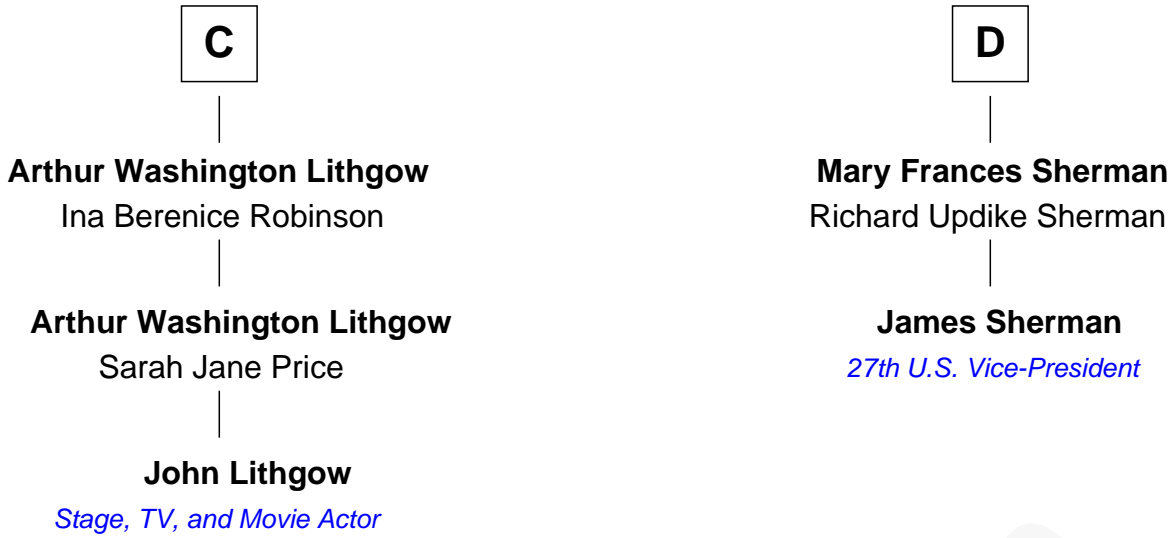 C
Arthur Washington Lithgow
Ina Berenice Robinson
Arthur Washington Lithgow
Sarah Jane Price
John Lithgow
Stage, TV, and Movie Actor
D
Mary Frances Sherman
Richard Updike Sherman
James Sherman
27th U.S. Vice-President